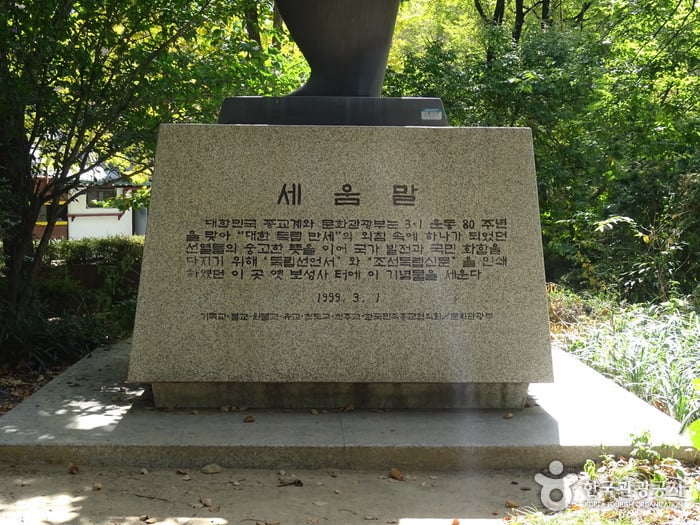 세 움 말
대한민국 종교계와 문화관광부는 3·1 운동 80 주년
을 맞아 "대한 독립 만세"의 외침 속에 하나가 되었던
선열들의 숭고한 뜻을 이어 국가 발전과 국민 화합을
다지기 위해 '독립선언서' 와 '조선독립신문' 을 인쇄
하였던 이 곳 옛 보성사 터에 이 기념물을 세운다
1999. 3. 1
기독교·불교·원불교·유교·천도교·천주교·한국민족종교협의회/문화관광부
한국관광공사
KOREA TOURISM ORGANIZATION